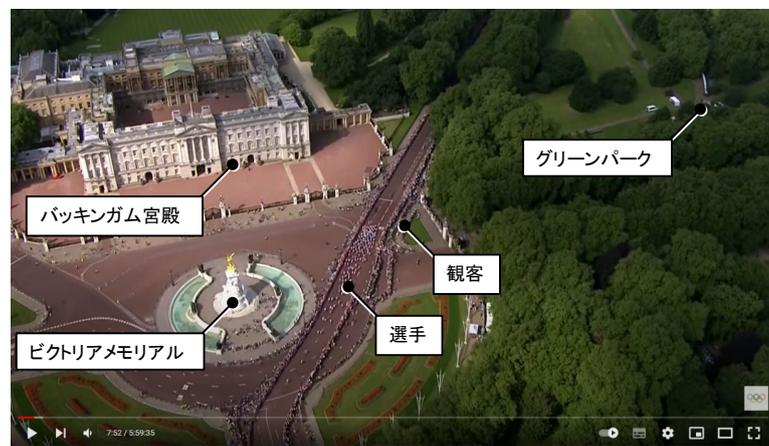 グリーンパーク
バッキンガム宮殿
観客
選手
ビクトリアメモリアル
7:52 / 5:59:35